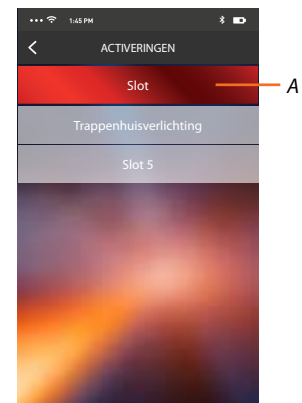 1:45 PM
ACTIVERINGEN
Slot
A
Trappenhuisverlichting
Slot 5